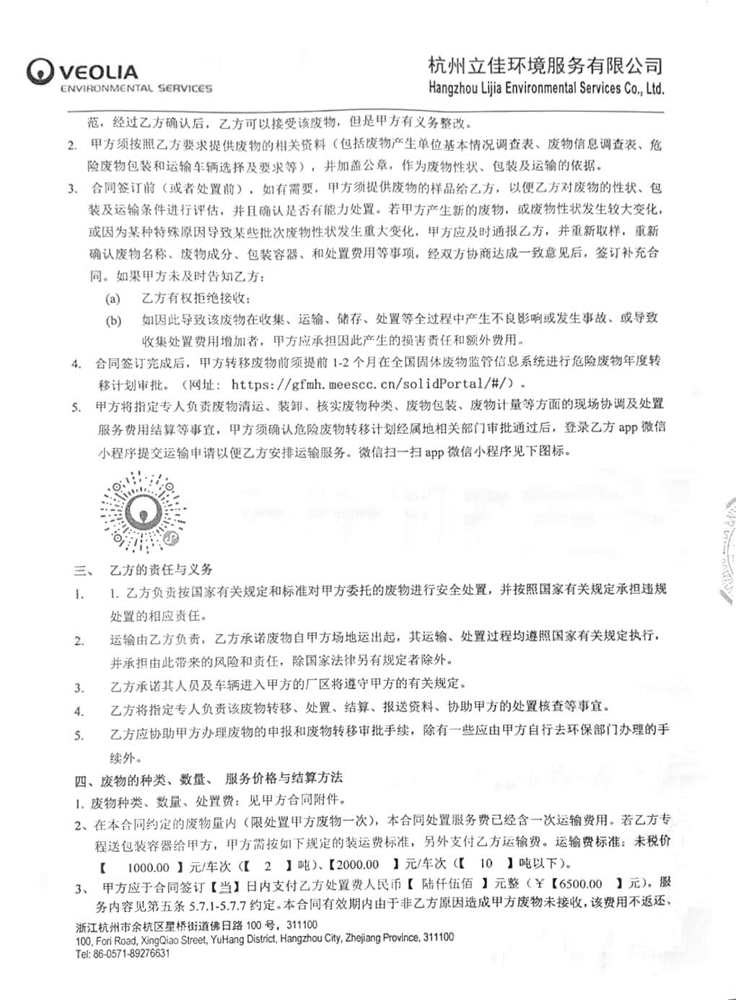 VEOLIA
ENVIRONMENTAL SERVICES
杭州立佳环境服务有限公司
Hangzhou Lijia Environmental Services Co., Ltd.
范，经过乙方确认后，乙方可以接受该废物，但是甲方有义务整改。
2. 甲方须按照乙方要求提供废物的相关资料（包括废物产生单位基本情况调查表、废物信息调查表、危
险废物包装和运输车辆选择及要求等），并加盖公章，作为废物性状、包装及运输的依据。
3. 合同签订前（或者处置前），如有需要，甲方须提供废物的样品给乙方，以便乙方对废物的性状、包
装及运输条件进行评估，并且确认是否有能力处置。若甲方产生新的废物，或废物性状发生较大变化，
或因为某种特殊原因导致某些批次废物性状发生重大变化，甲方应及时通报乙方，并重新取样，重新
确认废物名称、废物成分、包装容器、和处置费用等事项，经双方协商达成一致意见后，签订补充合
同。如果甲方未及时告知乙方：
(a) 乙方有权拒绝接收；
(b) 如因此导致该废物在收集、运输、储存、处置等全过程中产生不良影响或发生事故、或导致
收集处置费用增加者，甲方应承担因此产生的损害责任和额外费用。
4. 合同签订完成后，甲方转移废物前须提前 1-2 个月在全国固体废物监管信息系统进行危险废物年度转
移计划审批。（网址： https://gfmh.meescc.cn/solidPortal/#/）。
5. 甲方将指定专人负责废物清运、装卸、核实废物种类、废物包装、废物计量等方面的现场协调及处置
服务费用结算等事宜，甲方须确认危险废物转移计划经属地相关部门审批通过后，登录乙方 app 微信
小程序提交运输申请以便乙方安排运输服务。微信扫一扫 app 微信小程序见下图标。
三、 乙方的责任与义务
1. 1. 乙方负责按国家有关规定和标准对甲方委托的废物进行安全处置，并按照国家有关规定承担违规
处置的相应责任。
2. 运输由乙方负责，乙方承诺废物自甲方场地运出起，其运输、处置过程均遵照国家有关规定执行，
并承担由此带来的风险和责任，除国家法律另有规定者除外。
3. 乙方承诺其人员及车辆进入甲方的厂区将遵守甲方的有关规定。
4. 乙方将指定专人负责该废物转移、处置、结算、报送资料、协助甲方的处置核查等事宜。
5. 乙方应协助甲方办理废物的申报和废物转移审批手续，除有一些应由甲方自行去环保部门办理的手
续外。
四、废物的种类、数量、 服务价格与结算方法
1. 废物种类、数量、处置费：见甲方合同附件。
2、在本合同约定的废物量内（限处置甲方废物一次），本合同处置服务费已经含一次运输费用。若乙方专
程送包装容器给甲方，甲方需按如下规定的装运费标准，另外支付乙方运输费。运输费标准：未税价
【 1000.00 】元/车次（【 2 】吨）、【2000.00 】元/车次（【 10 】吨以下）。
3、 甲方应于合同签订【当】日内支付乙方处置费人民币【 陆仟伍佰 】元整（￥【6500.00 】元）。服
务内容见第五条 5.7.1-5.7.7 约定。本合同有效期内由于非乙方原因造成甲方废物未接收，该费用不返还、
浙江杭州市余杭区星桥街道佛日路 100 号，311100
100, Fori Road, XingQiao Street, YuHang District, Hangzhou City, Zhejiang Province, 311100
Tel: 86-0571-89276631